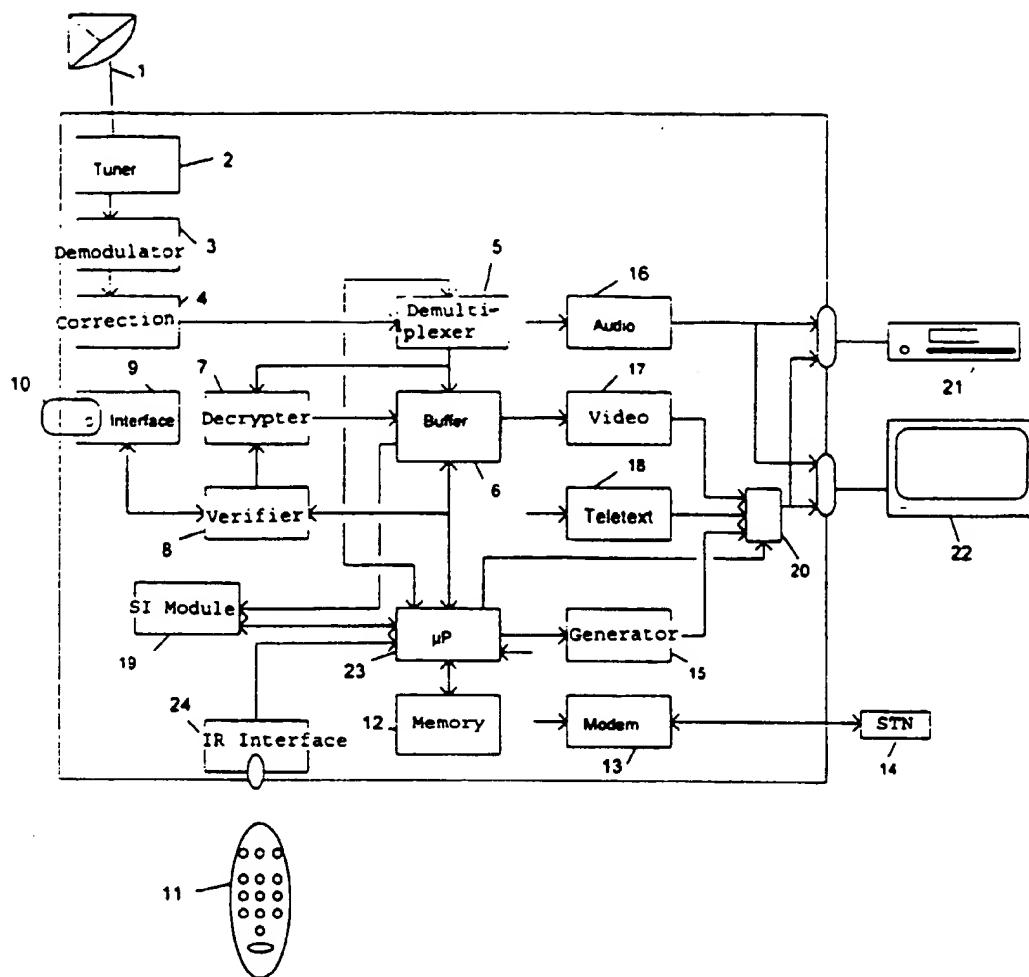 1
Tuner
2
Demodulator
3
Correction
4
Demulti-
plexer
5
Audio
16
10
9
Interface
7
Decrypter
Buffer
6
17
Video
21
Verifier
8
18
Teletext
20
22
SI Module
19
µP
23
Generator
15
24
IR Interface
12
Memory
Modem
13
STN
14
11